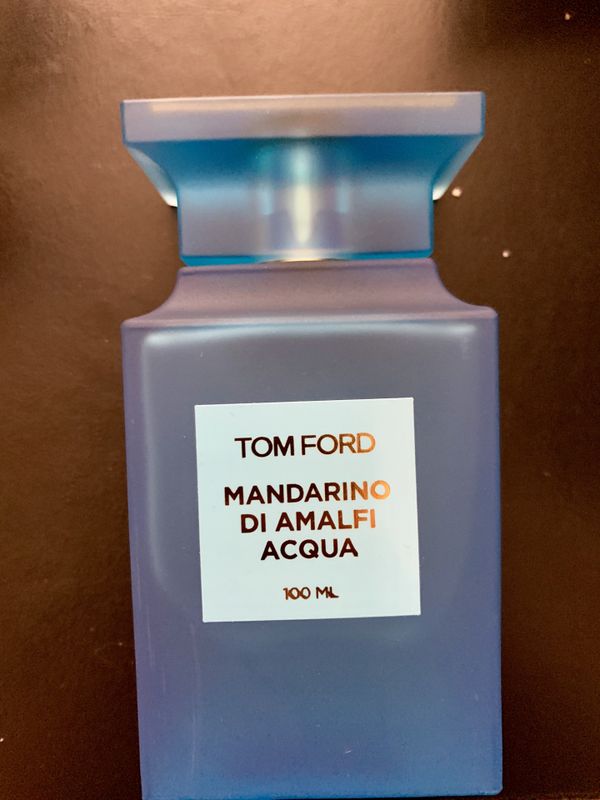 TOM FORD
MANDARINO
DI AMALFI
ACQUA
100 ML